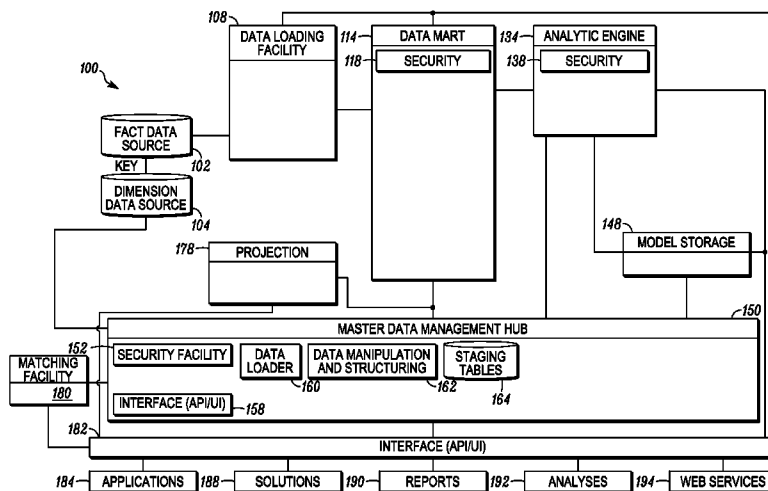 108
DATA LOADING
FACILITY
114
DATA MART
118
SECURITY
134
ANALYTIC ENGINE
138
SECURITY
100
FACT DATA
SOURCE
102
KEY
DIMENSION
DATA SOURCE
104
178
PROJECTION
148
MODEL STORAGE
150
MASTER DATA MANAGEMENT HUB
152
SECURITY FACILITY
DATA
LOADER
160
DATA MANIPULATION
AND STRUCTURING
162
STAGING
TABLES
164
MATCHING
FACILITY
180
INTERFACE (API/UI)
158
182
INTERFACE (API/UI)
184
APPLICATIONS
188
SOLUTIONS
190
REPORTS
192
ANALYSES
194
WEB SERVICES